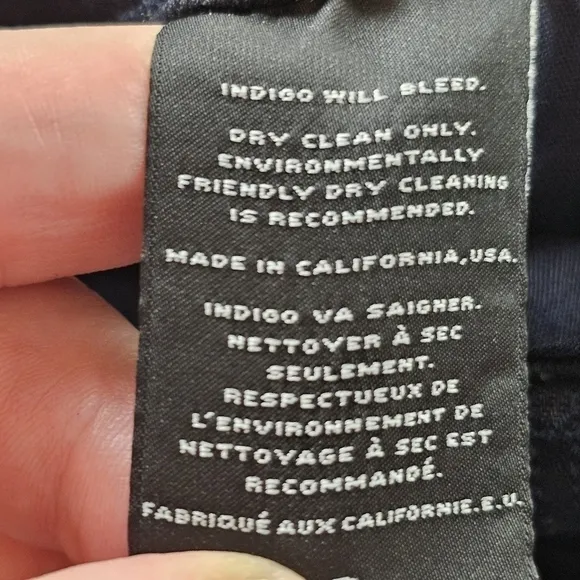 INDIGO WILL BLEED.
DRY CLEAN ONLY.
ENVIRONMENTALLY
FRIENDLY DRY CLEANING
IS RECOMMENDED.
MADE IN CALIFORNIA,USA.
INDIGO VA SAIGNER.
NETTOYER À SEC
SEULEMENT.
RESPECTUEUX DE
L'ENVIRONNEMENT DE
NETTOYAGE À SEC EST
RECOMMANDÉ.
FABRIQUÉ AUX CALIFORNIE.E.U.